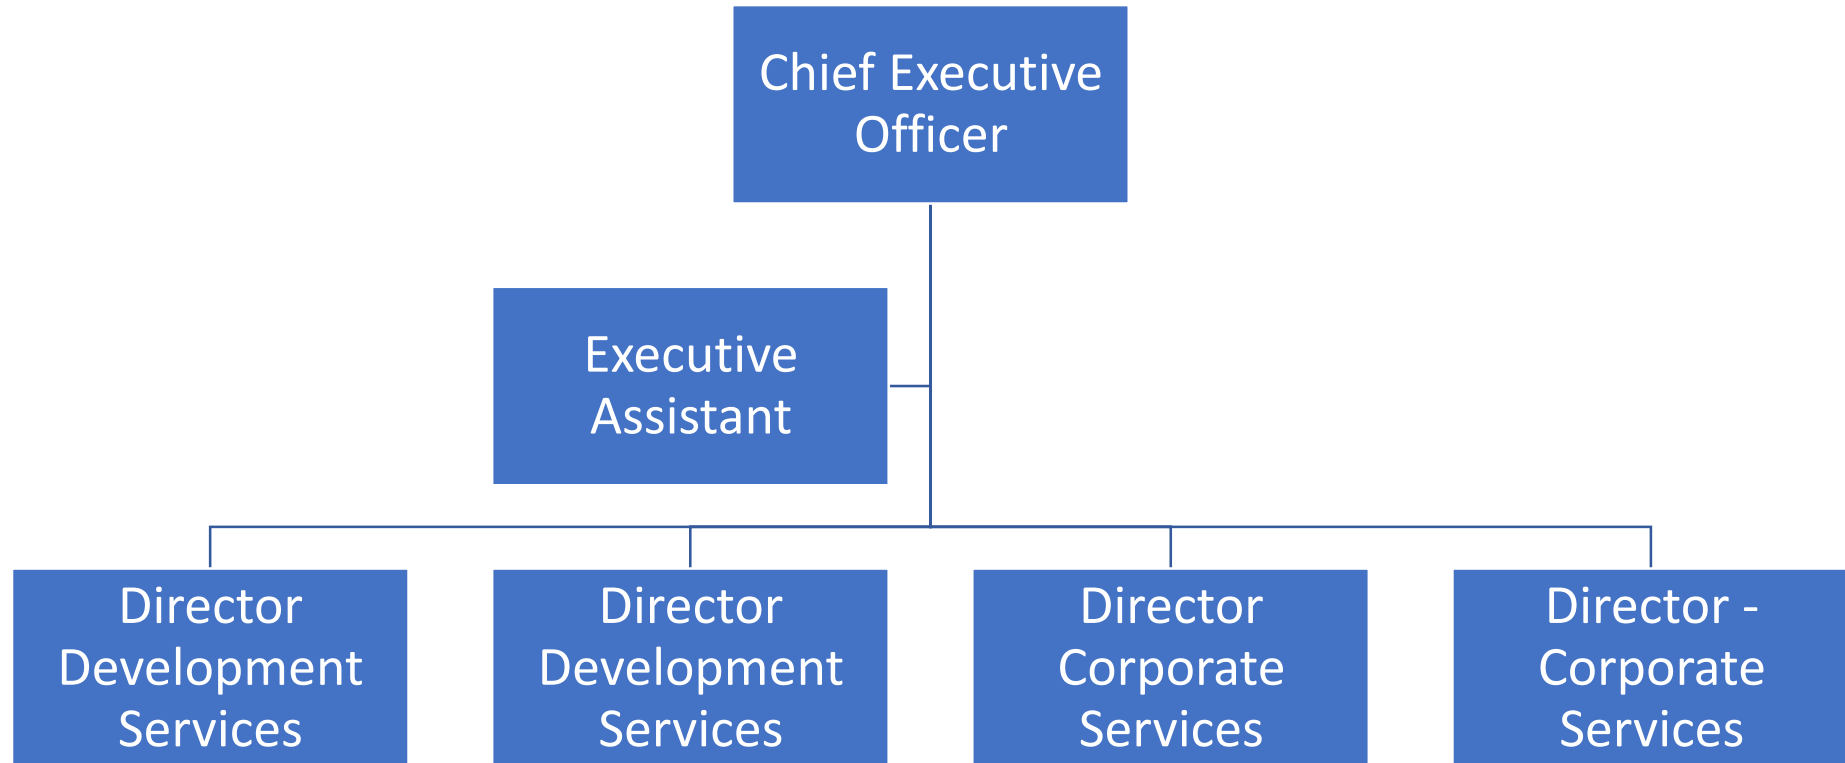 Chief Executive
Officer
Executive
Assistant
Director
Development
Services
Director
Development
Services
Director
Corporate
Services
Director -
Corporate
Services